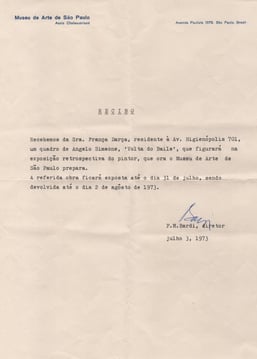 Museu de Arte de São Paulo
Assis Chateaubriand
Avenida Paulista 1578, São Paulo, Brasil
RECIBO
Recebemos da Sra. França Darpa, residente à Av. Higienópolis 701,
um quadro de Angelo Simeone, 'Volta do Baile', que figurará na
exposição retrospectiva do pintor, que ora o Museu de Arte de
São Paulo prepara.
A referida obra ficará exposta até o dia 31 de julho, sendo
devolvida até o dia 2 de agosto de 1973.
P.M.Bardi, diretor
julho 3, 1973